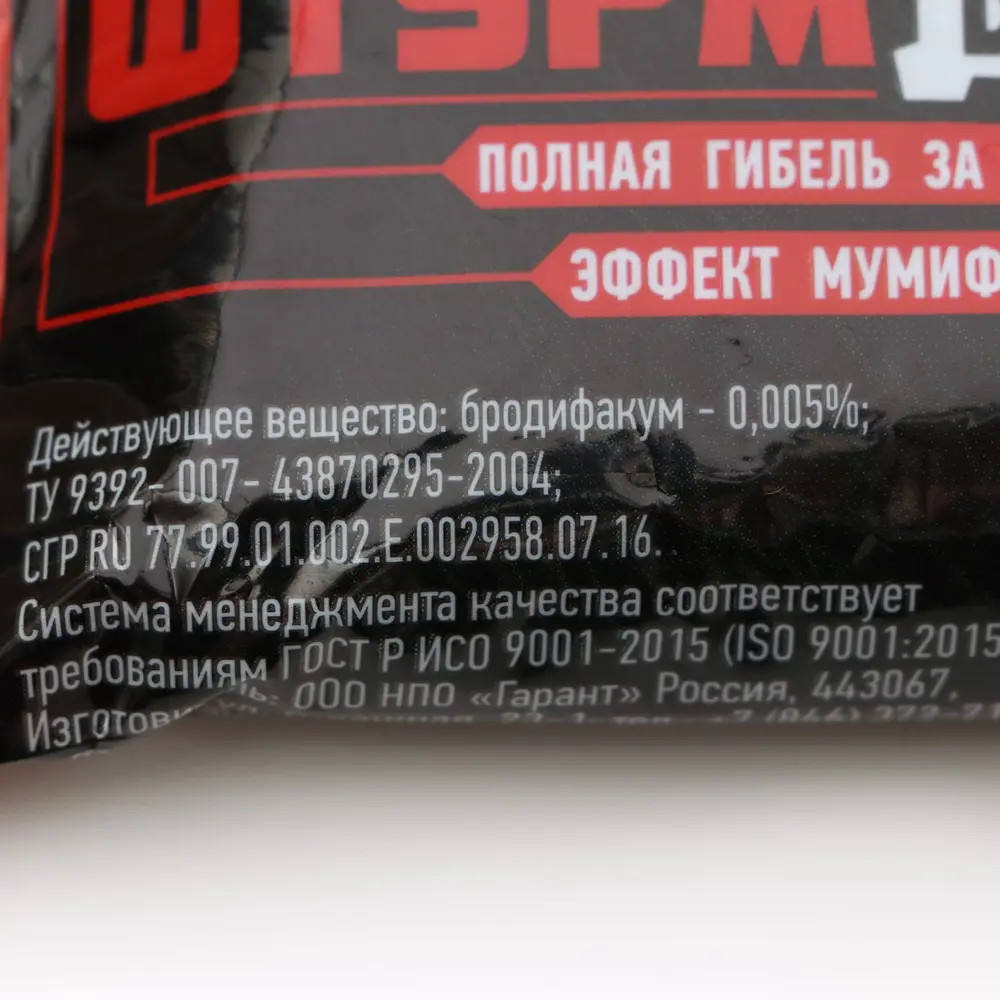 ШТУРМ
ПОЛНАЯ ГИБЕЛЬ ЗА
ЭФФЕКТ МУМИФ
Действующее вещество: бродифакум - 0,005%;
ТУ 9392- 007- 43870295-2004;
СГР RU 77.99.01.002.Е.002958.07.16.
Система менеджмента качества соответствует
требованиям ГОСТ Р ИСО 9001-2015 (ISO 9001:2015
ООО НПО «Гарант» Россия, 443067,